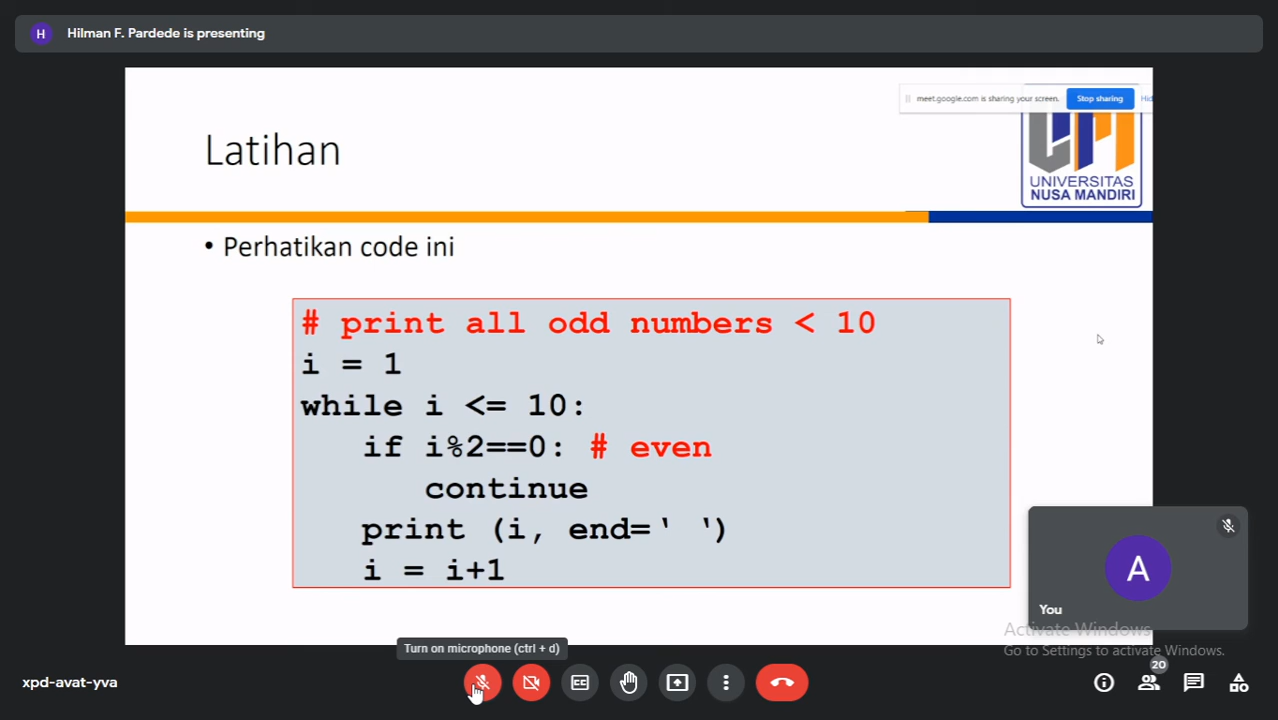 H
Hilman F. Pardede is presenting
meet.google.com is sharing your screen.
Stop sharing
Hid
Latihan
UNIVERSITAS
NUSA MANDIRI
• Perhatikan code ini
# print all odd numbers < 10
i = 1
while i <= 10:
if i%2==0: # even
continue
print (i, end=‘ ‘)
i = i+1
A
You
Activate Windows
Go to Settings to activate Windows.
Turn on microphone (ctrl + d)
xpd-avat-yva
CC
20